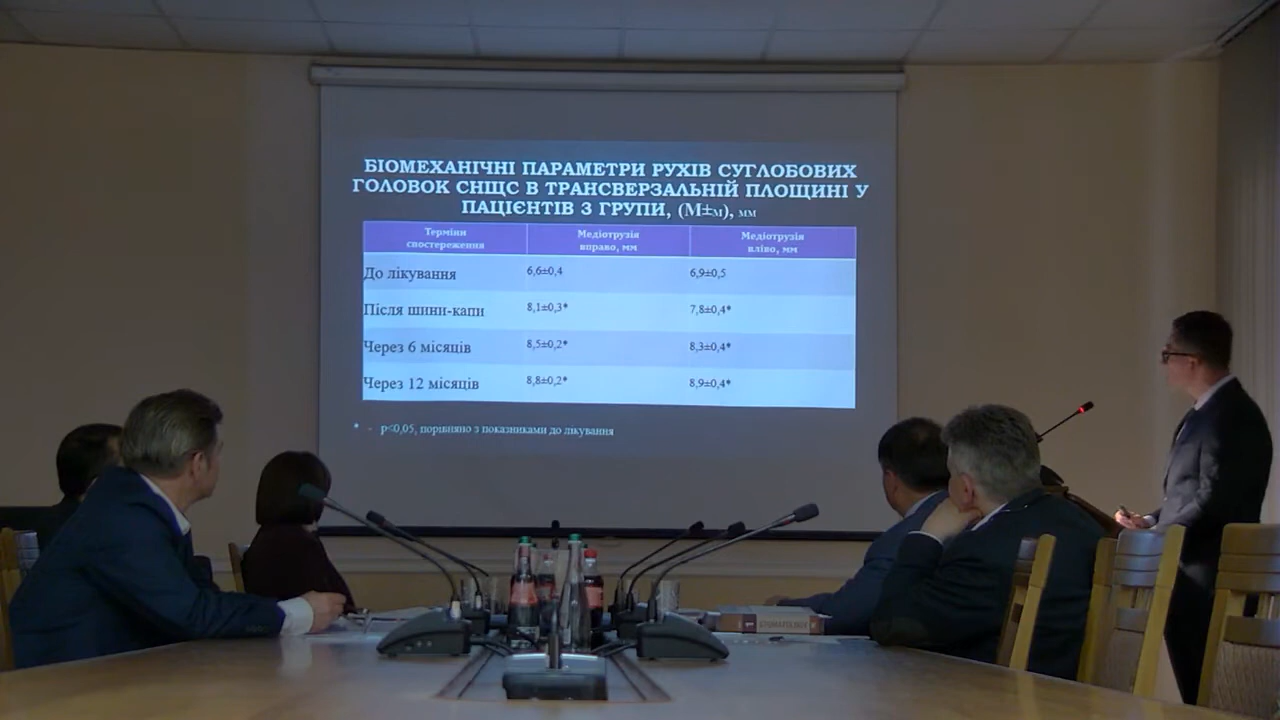 БІОМЕХАНІЧНІ ПАРАМЕТРИ РУХІВ СУГЛОБОВИХ
ГОЛОВОК СНЩС В ТРАНСВЕРЗАЛЬНІЙ ПЛОЩИНІ У
ПАЦІЄНТІВ 3 ГРУПИ, (М±м), мм
Терміни
спостереження
Медіотрузія
вправо, мм
Медіотрузія
вліво, мм
До лікування 6,6±0,4 6,9±0,5
Після шини-капи 8,1±0,3* 7,8±0,4*
Через 6 місяців 8,5±0,2* 8,3±0,4*
Через 12 місяців 8,8±0,2* 8,9±0,4*
* - p<0,05, порівняно з показниками до лікування